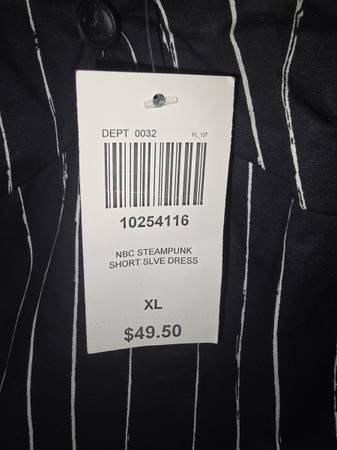 DEPT 0032 FL_137
10254116
NBC STEAMPUNK
SHORT SLVE DRESS
XL
$49.50